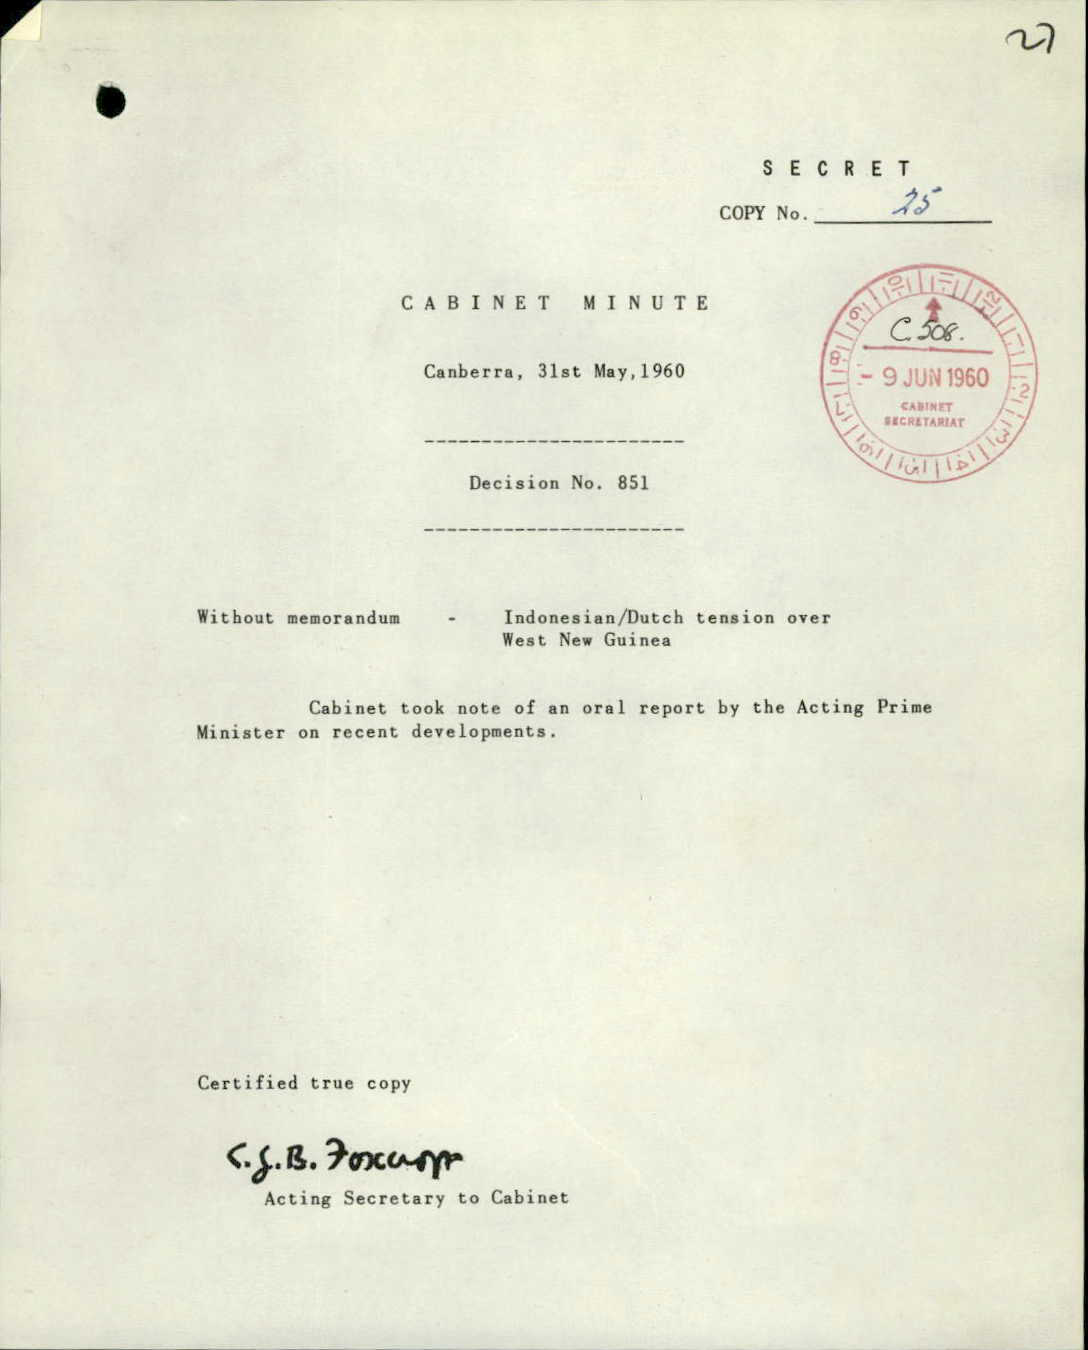 27
SECRET
COPY No. 25
CABINET MINUTE
C. 508.
Canberra, 31st May, 1960
- 9 JUN 1960
CABINET
SECRETARIAT
Decision No. 851
Without memorandum - Indonesian/Dutch tension over
West New Guinea
Cabinet took note of an oral report by the Acting Prime
Minister on recent developments.
Certified true copy
Acting Secretary to Cabinet